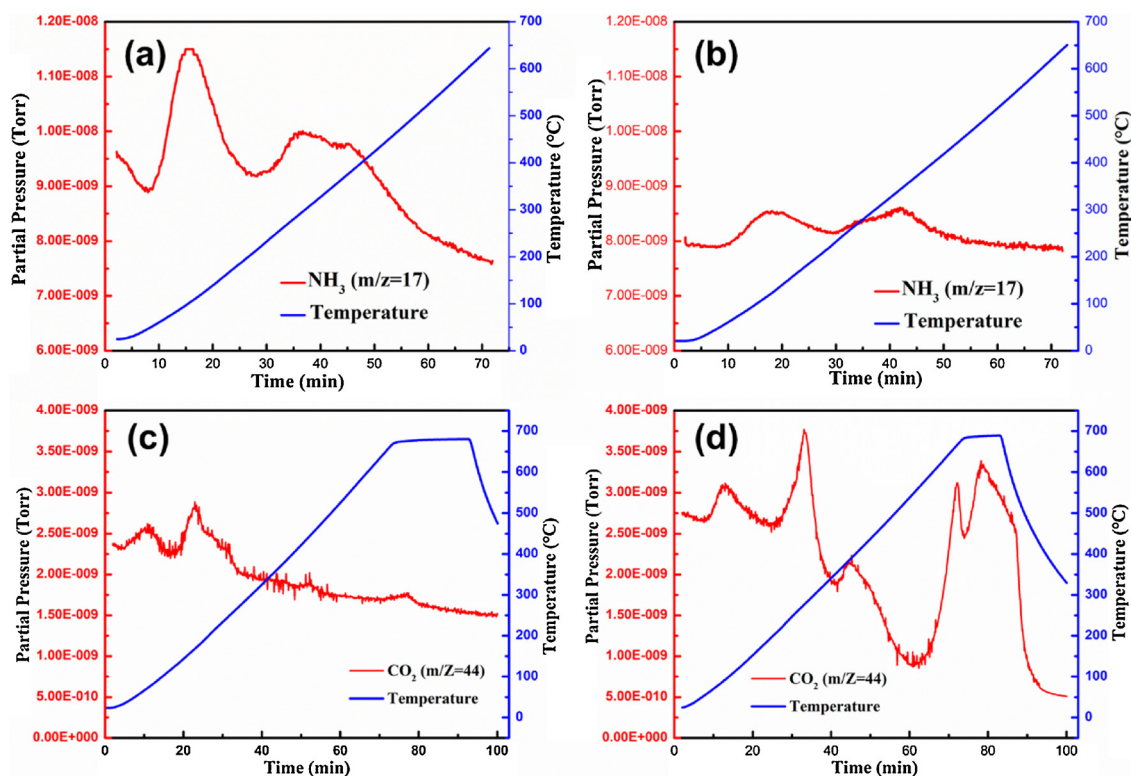 (a)
Partial Pressure (Torr)
1.20E-008
1.10E-008
1.00E-008
9.00E-009
8.00E-009
7.00E-009
6.00E-009
700
600
500
400
300
200
100
0
Temperature (°C)
NH3 (m/z=17)
Temperature
0 10 20 30 40 50 60 70
Time (min)
(b)
Partial Pressure (Torr)
1.20E-008
1.10E-008
1.00E-008
9.00E-009
8.00E-009
7.00E-009
6.00E-009
700
600
500
400
300
200
100
0
Temperature (°C)
NH3 (m/z=17)
Temperature
0 10 20 30 40 50 60 70
Time (min)
(c)
Partial Pressure (Torr)
4.00E-009
3.50E-009
3.00E-009
2.50E-009
2.00E-009
1.50E-009
1.00E-009
5.00E-010
0.00E+000
700
600
500
400
300
200
100
0
Temperature (°C)
CO2 (m/Z=44)
Temperature
0 20 40 60 80 100
Time (min)
(d)
Partial Pressure (Torr)
4.00E-009
3.50E-009
3.00E-009
2.50E-009
2.00E-009
1.50E-009
1.00E-009
5.00E-010
0.00E+000
700
600
500
400
300
200
100
0
Temperature (°C)
CO2 (m/Z=44)
Temperature
0 20 40 60 80 100
Time (min)